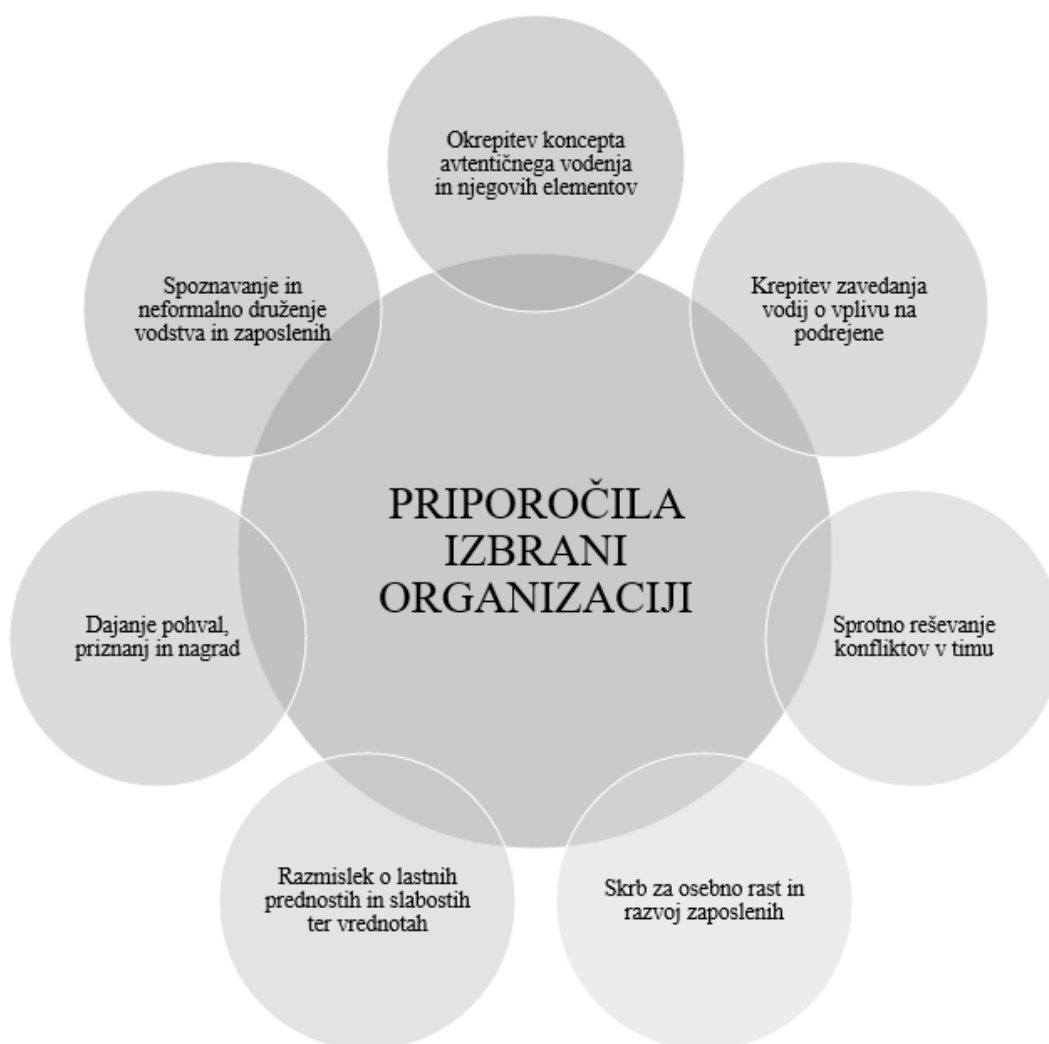 Okrepitev koncepta
avtentičnega vodenja
in njegovih elementov
Krepitev zavedanja
vodij o vplivu na
podrejene
Sprotno reševanje
konfliktov v timu
Skrb za osebno rast in
razvoj zaposlenih
Razmislek o lastnih
prednostih in slabostih
ter vrednotah
Dajanje pohval,
priznanj in nagrad
Spoznavanje in
neformalno druženje
vodstva in zaposlenih
PRIPOROČILA
IZBRANI
ORGANIZACIJI